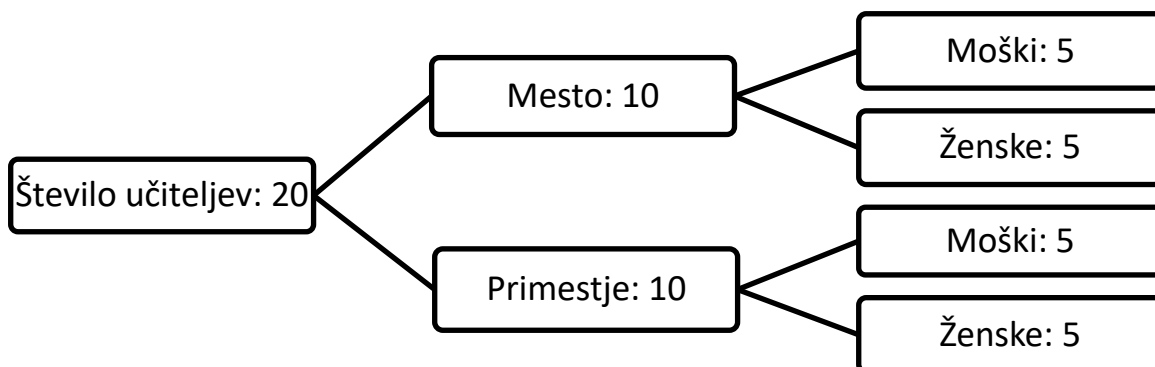 Število učiteljev: 20
Mesto: 10
Moški: 5
Ženske: 5
Primestje: 10
Moški: 5
Ženske: 5